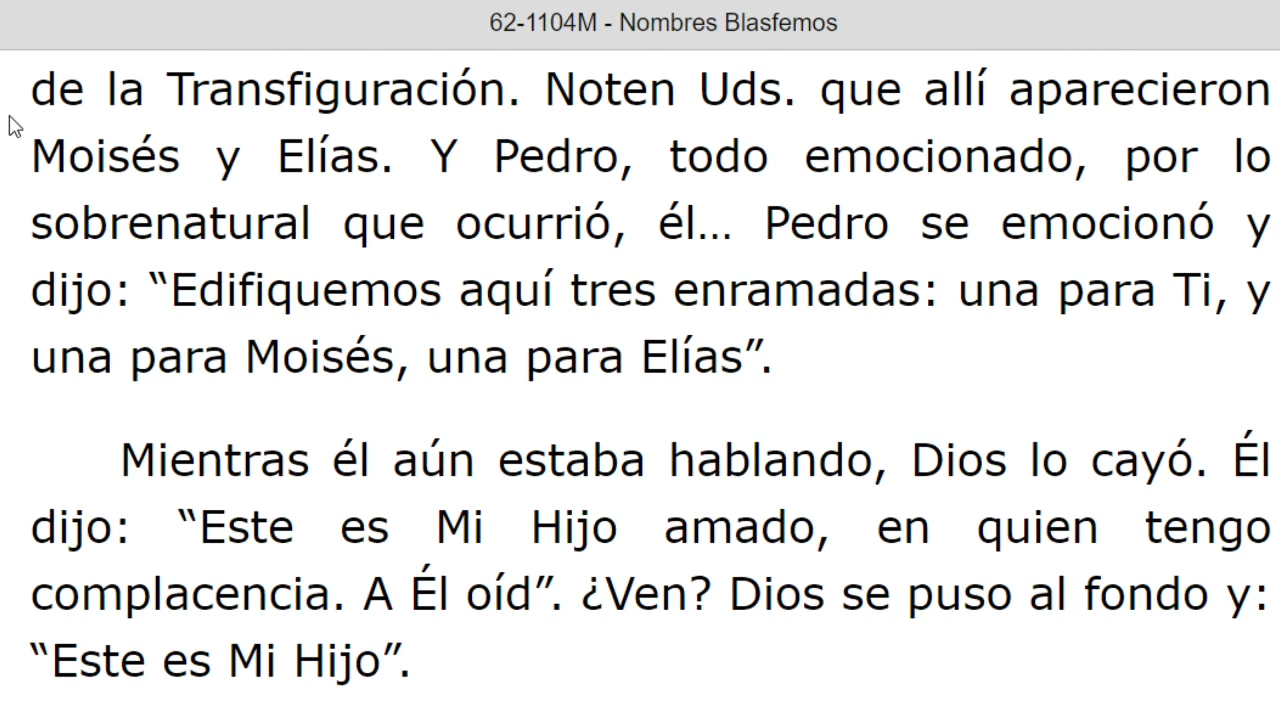 62-1104M - Nombres Blasfemos
de la Transfiguración. Noten Uds. que allí aparecieron
Moisés y Elías. Y Pedro, todo emocionado, por lo
sobrenatural que ocurrió, él… Pedro se emocionó y
dijo: “Edifiquemos aquí tres enramadas: una para Ti, y
una para Moisés, una para Elías”.
Mientras él aún estaba hablando, Dios lo cayó. Él
dijo: “Este es Mi Hijo amado, en quien tengo
complacencia. A Él oíd”. ¿Ven? Dios se puso al fondo y:
“Este es Mi Hijo”.